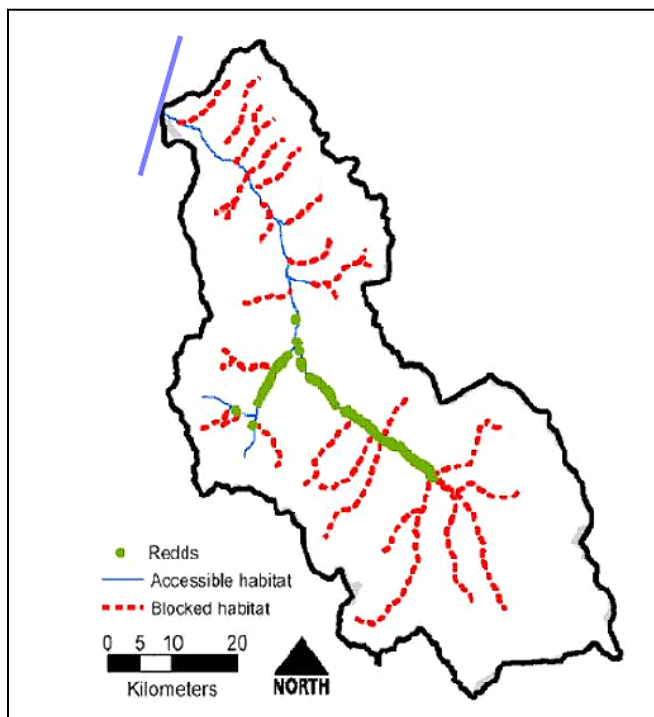 Redds
Accessible habitat
Blocked habitat
0 5 10 20
Kilometers
NORTH